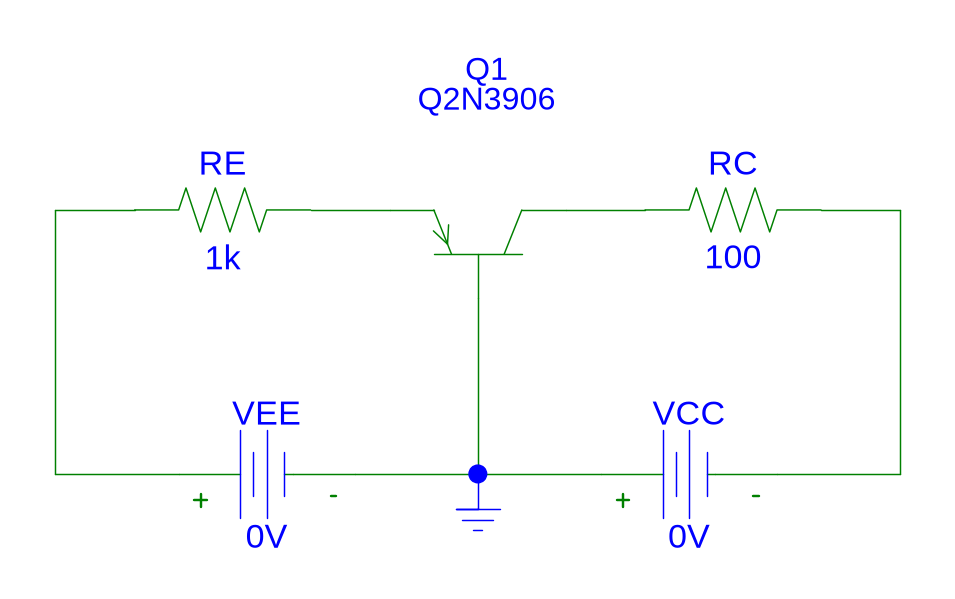 Q1
Q2N3906
RE
RC
1k
100
VEE
VCC
+ -
+ -
0V
0V